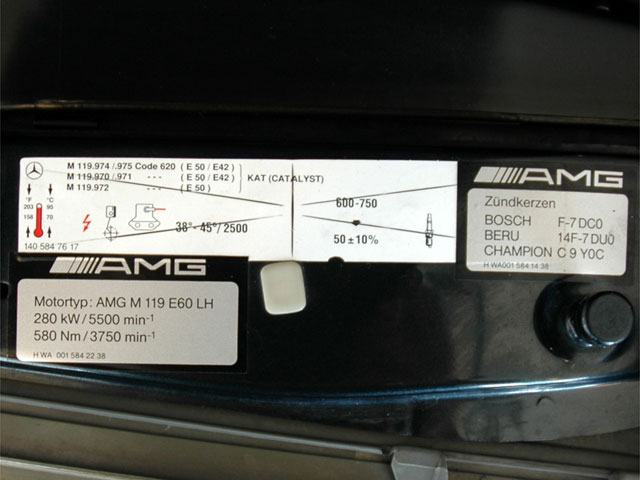 M 119.974 /.975 Code 620 ( E 50 / E42 )
M 119.970 /.971 - - - ( E 50 / E42 )
M 119.972 - - - ( E 50 )
KAT (CATALYST)
°F °C
203 95
158 70
38°-45°/2500
140 584 76 17
600-750
50 ± 10%
AMG
Zündkerzen
BOSCH F-7 DC0
BERU 14F-7 DU0
CHAMPION C 9 Y0C
H WA001 584 14 38
AMG
Motortyp: AMG M 119 E60 LH
280 kW / 5500 min-1
580 Nm / 3750 min-1
H WA 001 584 22 38